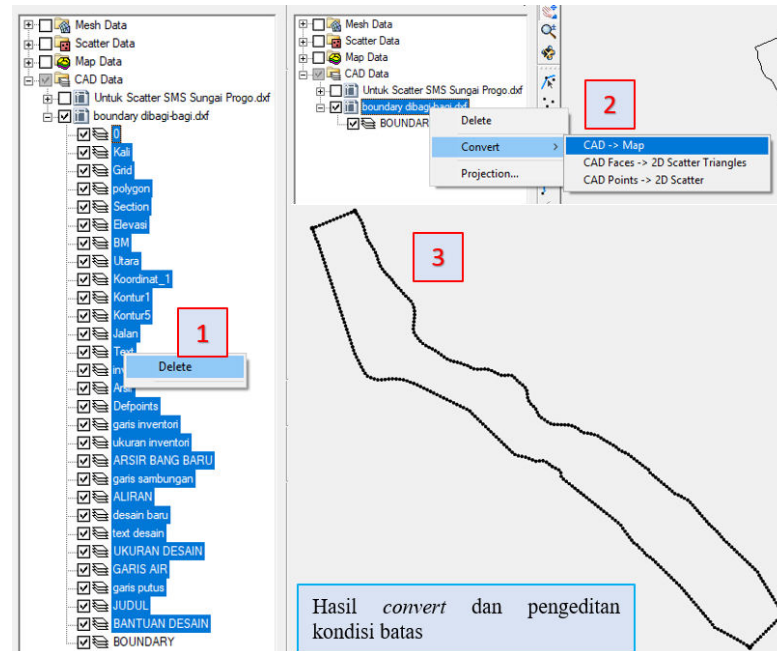 Mesh Data
Scatter Data
Map Data
CAD Data
Untuk Scatter SMS Sungai Progo.dxf
boundary dibagi-bagi.dxf
0
Kali
Grid
polygon
Section
Elevasi
BM
Utara
Koordinat_1
Kontur1
Kontur5
Jalan
Text
Delete
Defpoints
garis inventori
ukuran inventori
ARSIR BANG BARU
garis sambungan
ALIRAN
desain baru
text desain
UKURAN DESAIN
GARIS AIR
garis putus
JUDUL
BANTUAN DESAIN
BOUNDARY
1
Mesh Data
Scatter Data
Map Data
CAD Data
Untuk Scatter SMS Sungai Progo.dxf
boundary dibagi-bagi.dxf
Delete
Convert
Projection...
CAD -> Map
CAD Faces -> 2D Scatter Triangles
CAD Points -> 2D Scatter
2
3
Hasil convert dan pengeditan
kondisi batas